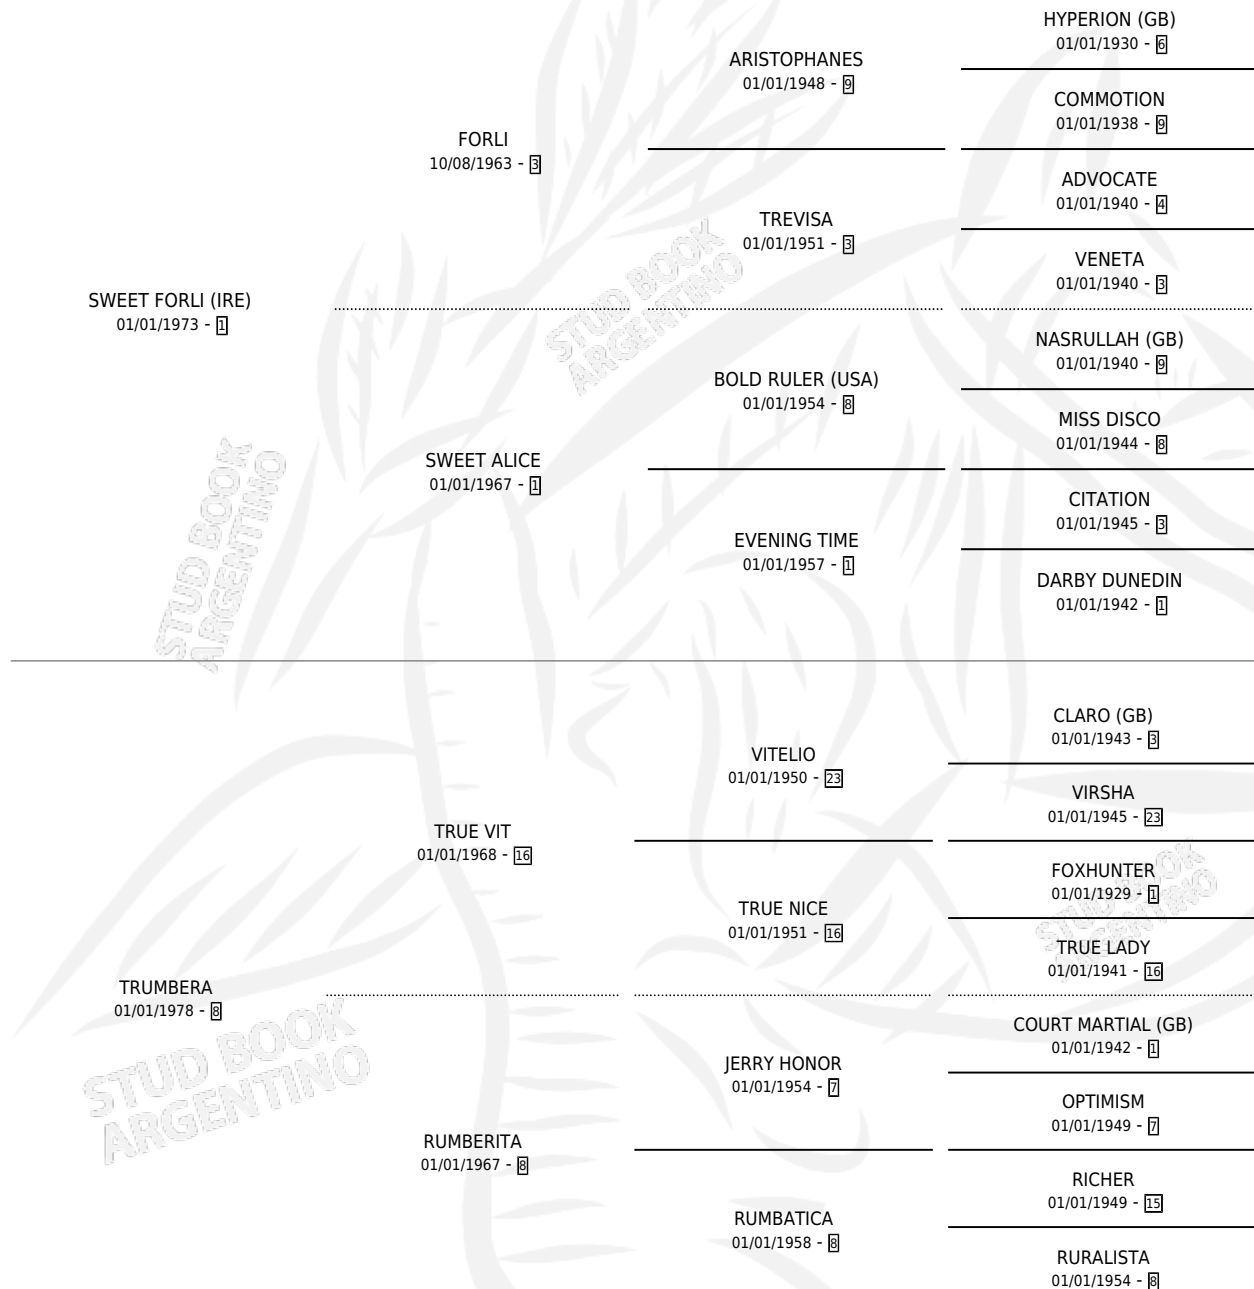 HYPERION (GB)
01/01/1930 - 6
ARISTOPHANES
01/01/1948 - 9
COMMOTION
01/01/1938 - 9
FORLI
10/08/1963 - 3
ADVOCATE
01/01/1940 - 4
TREVISA
01/01/1951 - 3
VENETA
01/01/1940 - 3
SWEET FORLI (IRE)
01/01/1973 - 1
NASRULLAH (GB)
01/01/1940 - 9
BOLD RULER (USA)
01/01/1954 - 8
MISS DISCO
01/01/1944 - 8
SWEET ALICE
01/01/1967 - 1
CITATION
01/01/1945 - 3
EVENING TIME
01/01/1957 - 1
DARBY DUNEDIN
01/01/1942 - 1
CLARO (GB)
01/01/1943 - 3
VITELIO
01/01/1950 - 23
VIRSHA
01/01/1945 - 23
TRUE VIT
01/01/1968 - 16
FOXHUNTER
01/01/1929 - 1
TRUE NICE
01/01/1951 - 16
TRUE LADY
01/01/1941 - 16
TRUMBERA
01/01/1978 - 8
COURT MARTIAL (GB)
01/01/1942 - 1
JERRY HONOR
01/01/1954 - 7
OPTIMISM
01/01/1949 - 7
RUMBERITA
01/01/1967 - 8
RICHER
01/01/1949 - 15
RUMBATICA
01/01/1958 - 8
RURALISTA
01/01/1954 - 8
STUD BOOK
ARGENTINO
STUD BOOK
ARGENTINO
STUD BOOK
ARGENTINO
STUD BOOK
ARGENTINO